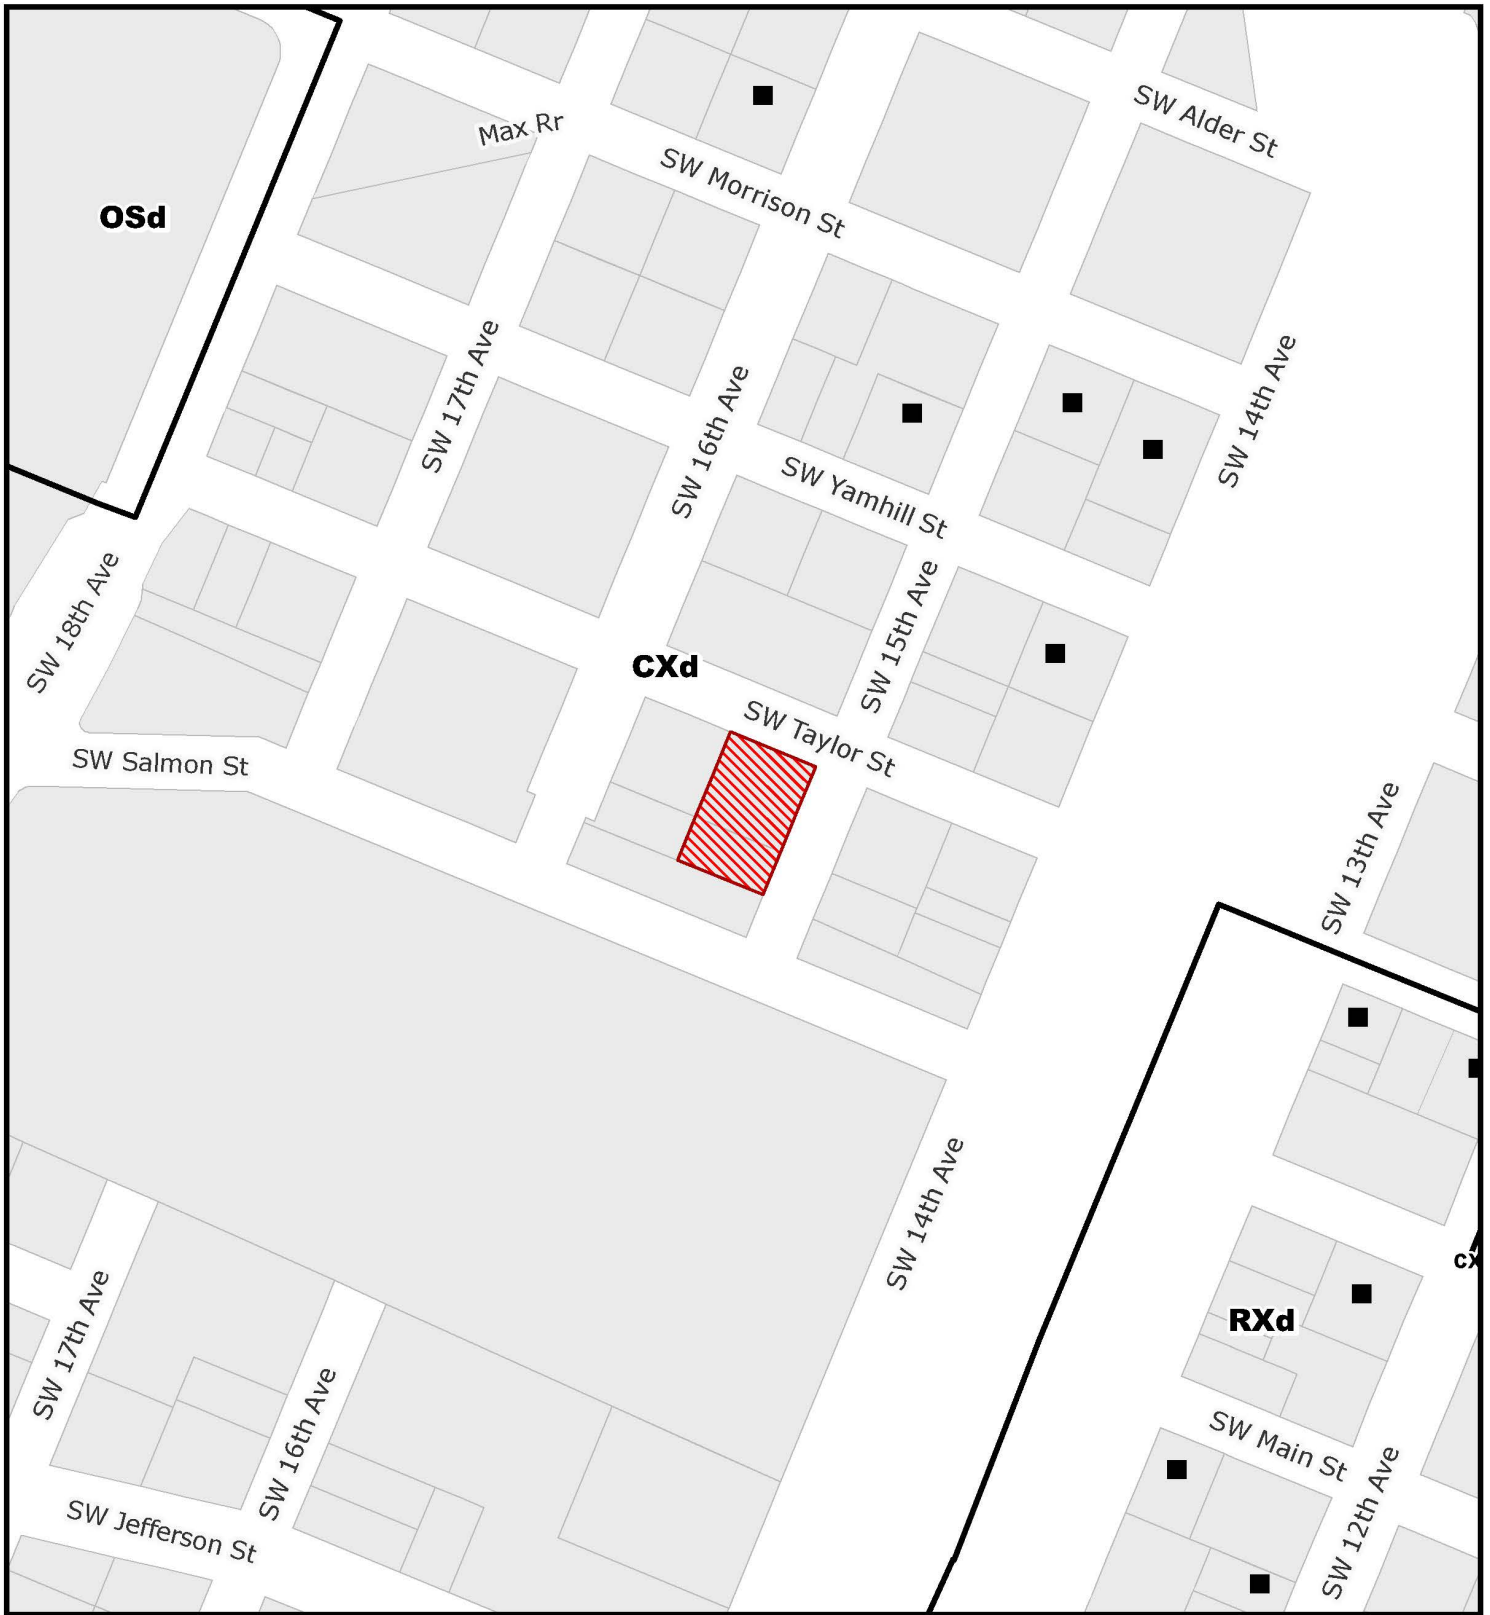 SW Alder St
Max Rr
SW Morrison St
OSd
SW 17th Ave
SW 14th Ave
SW 16th Ave
SW Yamhill St
SW 18th Ave
SW 15th Ave
CXd
SW Taylor St
SW Salmon St
SW 13th Ave
SW 14th Ave
cx
SW 17th Ave
RXd
SW 16th Ave
SW Main St
SW 12th Ave
SW Jefferson St